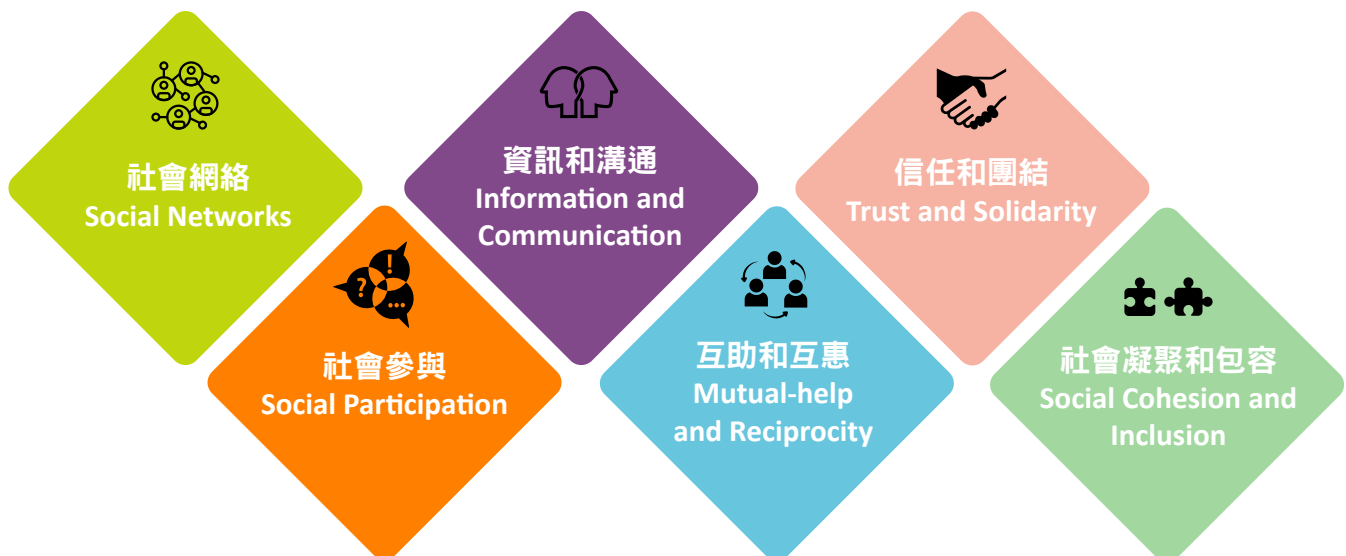 社會網絡
Social Networks
社會參與
Social Participation
資訊和溝通
Information and
Communication
互助和互惠
Mutual-help
and Reciprocity
信任和團結
Trust and Solidarity
社會凝聚和包容
Social Cohesion and
Inclusion